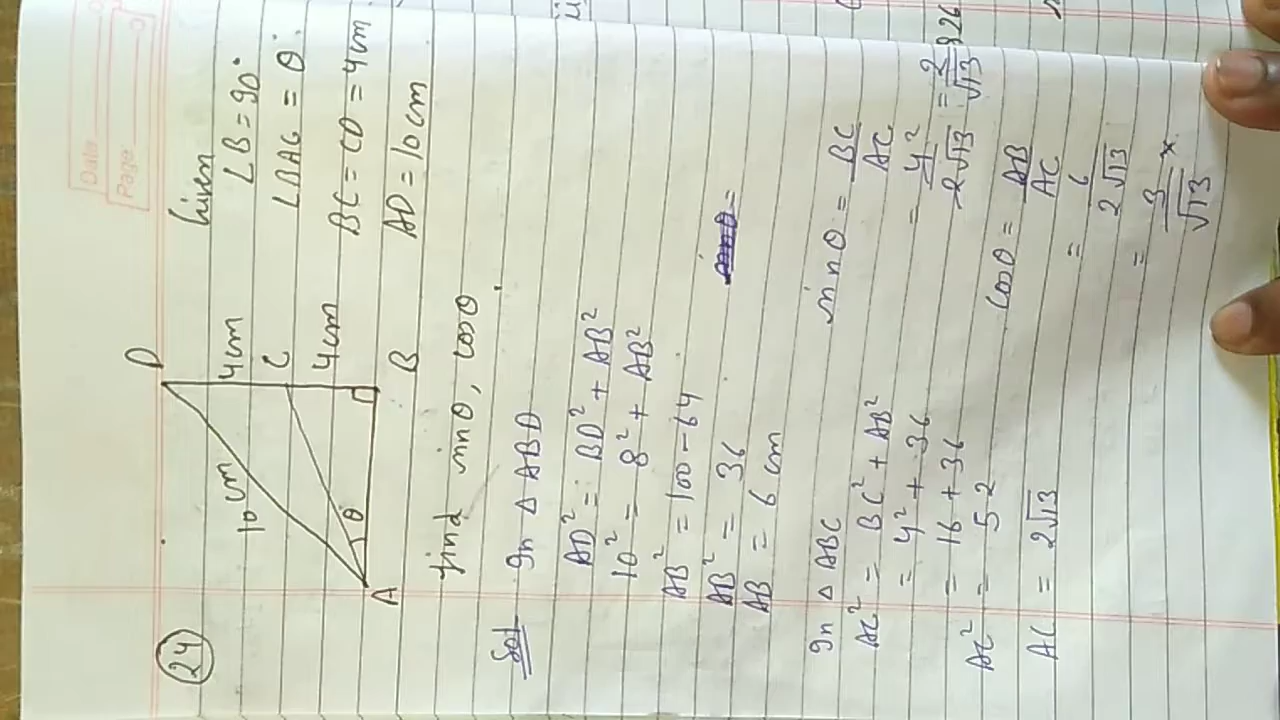 Date
Page
(24)
D
4cm
10cm
C
4cm
θ
A
B
Given
∠B = 90°
∠BAC = θ
BC = CD = 4cm
AD = 10cm
find sinθ, cosθ
Sol
In Δ ABD
AD² = BD² + AB²
10² = 8² + AB²
AB² = 100 - 64
AB² = 36
AB = 6 cm
In Δ ABC
AC² = BC² + AB²
= 4² + 36
= 16 + 36
AC² = 52
AC = 2√13
sinθ = BC/AC
= 4²/2√13 = 2/√13
cosθ = AB/AC
= 6/2√13
= 3/√13 x